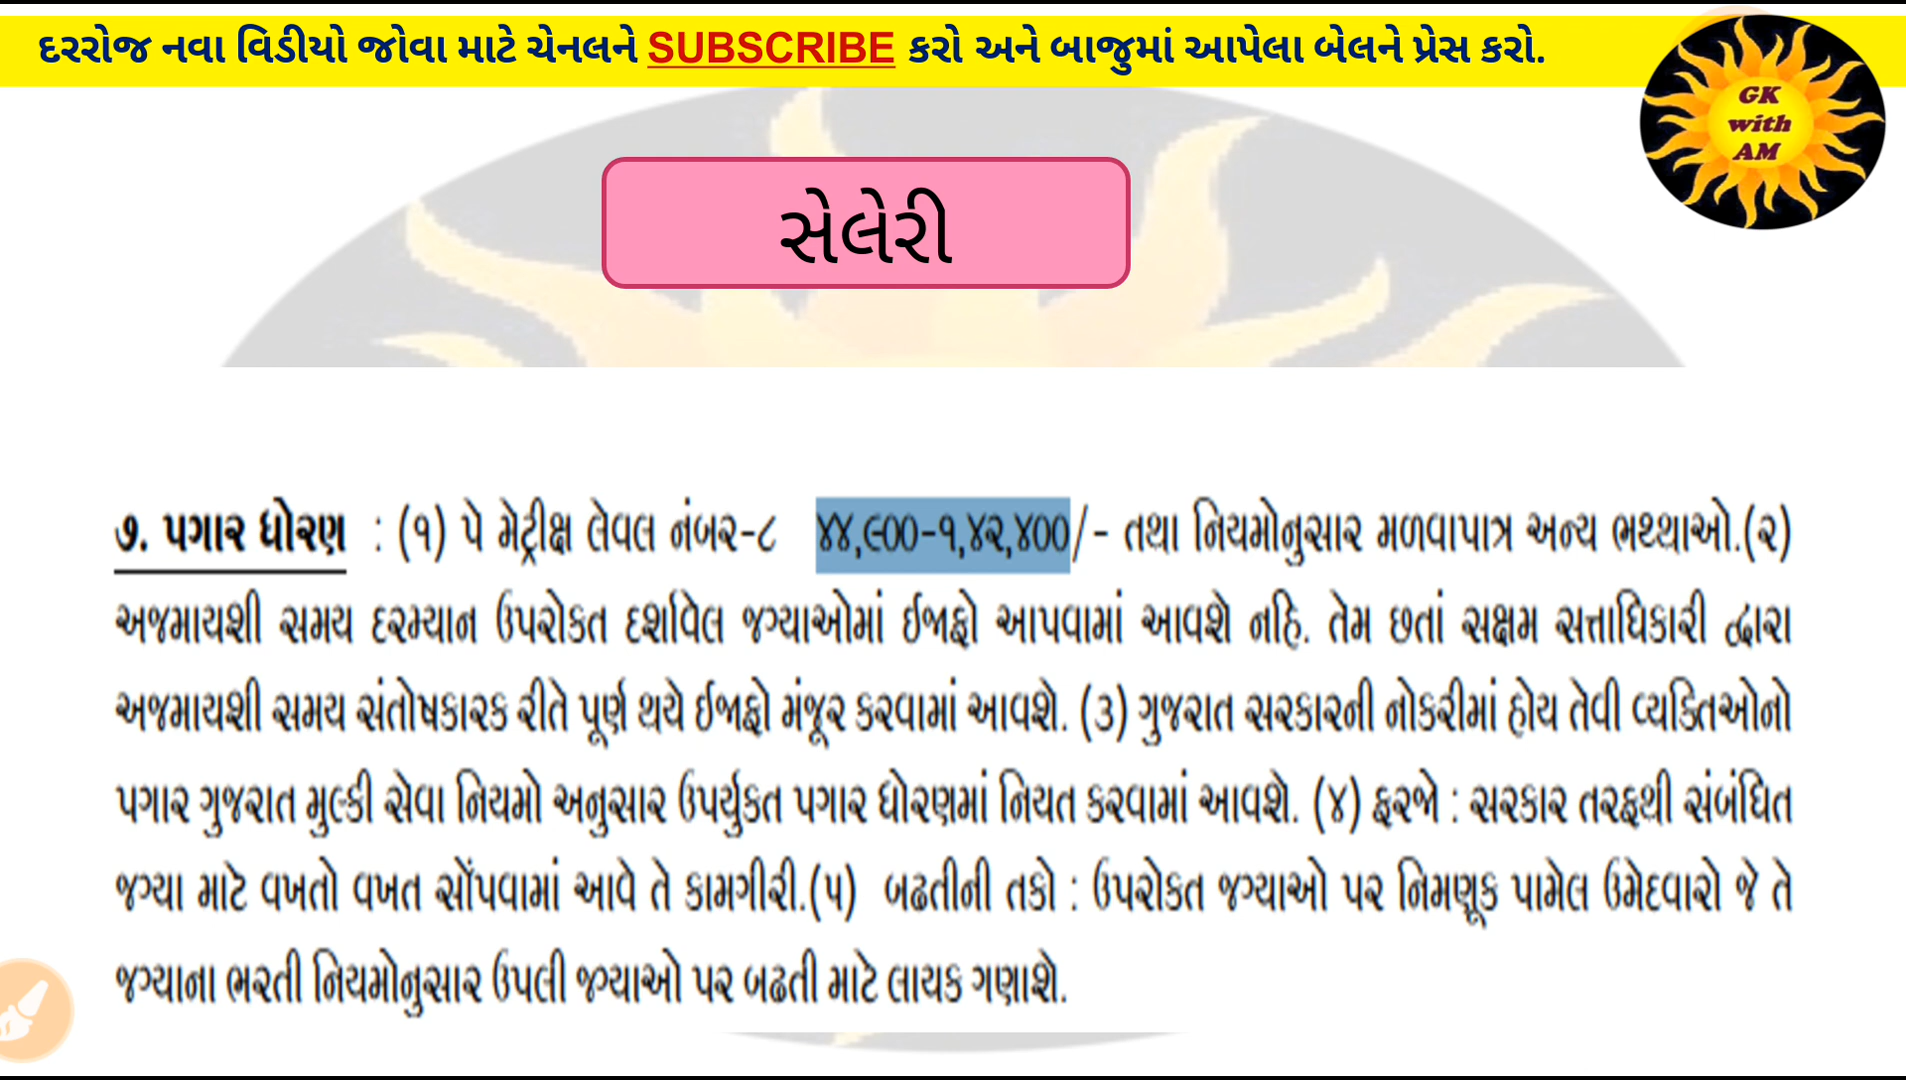 દરરોજ નવા વિડીયો જોવા માટે ચેનલને SUBSCRIBE કરો અને બાજુમાં આપેલા બેલને પ્રેસ કરો.
GK
with
AM
સેલેરી
૭. પગાર ધોરણ : (૧) પે મેટ્રીક્ષ લેવલ નંબર-૮ ૪૪,૯૦૦-૧,૪૨,૪૦૦/- તથા નિયમોનુસાર મળવાપાત્ર અન્ય ભથ્થાઓ.(૨)
અજમાયશી સમય દરમ્યાન ઉપરોકત દર્શાવેલ જગ્યાઓમાં ઈજાફો આપવામાં આવશે નહિ. તેમ છતાં સક્ષમ સત્તાધિકારી દ્વારા
અજમાયશી સમય સંતોષકારક રીતે પૂર્ણ થયે ઈજાફો મંજૂર કરવામાં આવશે. (૩) ગુજરાત સરકારની નોકરીમાં હોય તેવી વ્યક્તિઓનો
પગાર ગુજરાત મુલ્કી સેવા નિયમો અનુસાર ઉપર્યુકત પગાર ધોરણમાં નિયત કરવામાં આવશે. (૪) ફરજો : સરકાર તરફથી સંબંધિત
જગ્યા માટે વખતો વખત સોંપવામાં આવે તે કામગીરી.(૫) બઢતીની તકો : ઉપરોકત જગ્યાઓ પર નિમણૂક પામેલ ઉમેદવારો જે તે
જગ્યાના ભરતી નિયમોનુસાર ઉપલી જગ્યાઓ પર બઢતી માટે લાયક ગણાશે.